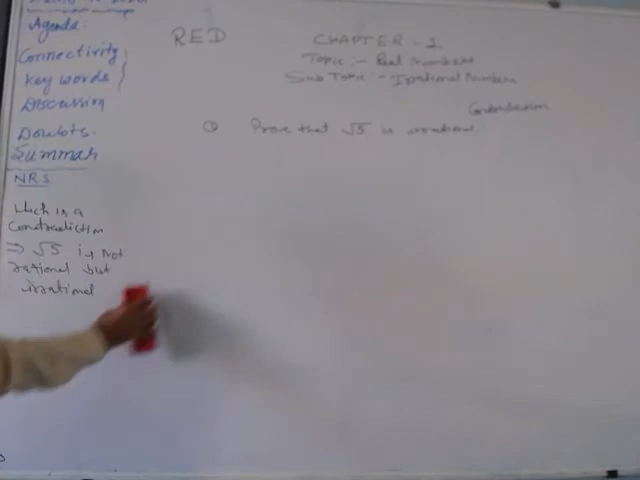 Agenda.
Connectivity
Key words
Discussion
Doubts.
Summary
N.R.S
RED
CHAPTER - 1
Topic :- Real Numbers
Sub Topic :- Irrational Numbers
Contradiction
Q Prove that √5 is irrational.
which is a
Contradiction
⇒ √5 is not
rational but
irrational